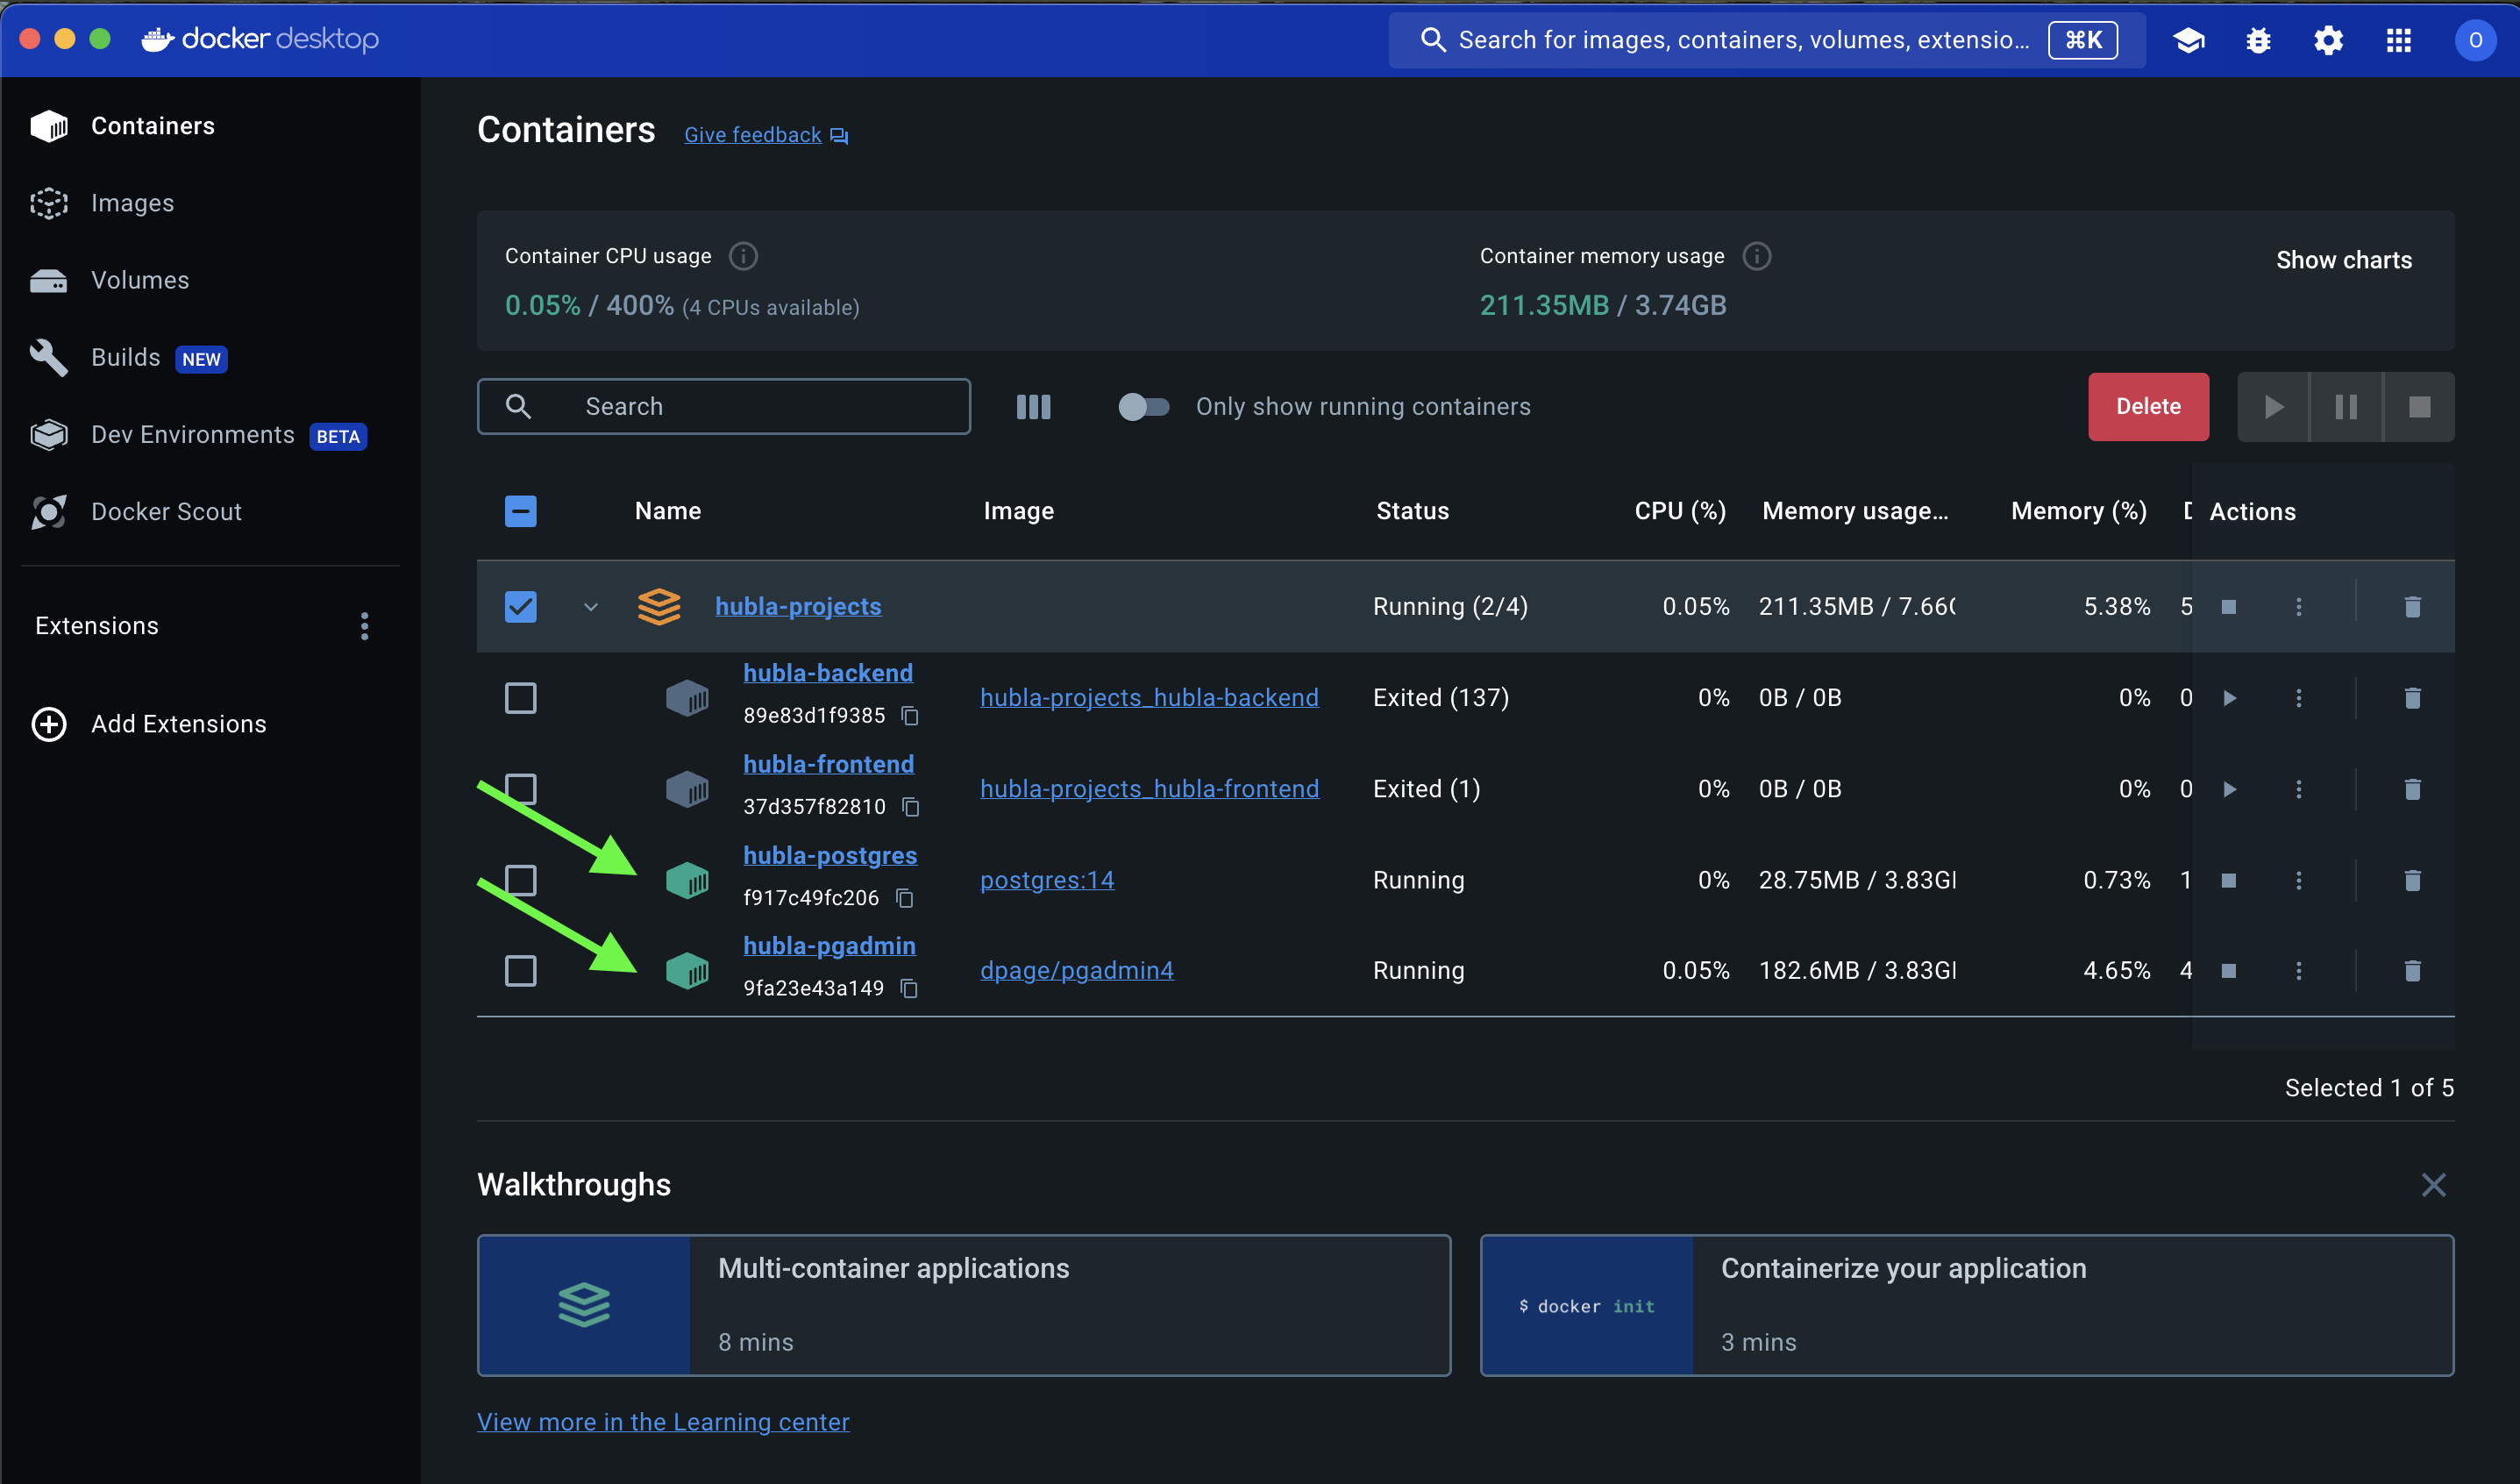 docker desktop
Search for images, containers, volumes, extensio... ⌘K
O
Containers
Images
Volumes
Builds NEW
Dev Environments BETA
Docker Scout
Extensions
Add Extensions
Containers Give feedback
Container CPU usage
0.05% / 400% (4 CPUs available)
Container memory usage
211.35MB / 3.74GB
Show charts
Search
Only show running containers
Delete
Name Image Status CPU (%) Memory usage... Memory (%) Actions
hubla-projects Running (2/4) 0.05% 211.35MB / 7.66 5.38% 5
hubla-backend
89e83d1f9385
hubla-projects_hubla-backend Exited (137) 0% 0B / 0B 0% 0
hubla-frontend
37d357f82810
hubla-projects_hubla-frontend Exited (1) 0% 0B / 0B 0% 0
hubla-postgres
f917c49fc206
postgres:14 Running 0% 28.75MB / 3.83G 0.73% 1
hubla-pgadmin
9fa23e43a149
dpage/pgadmin4 Running 0.05% 182.6MB / 3.83G 4.65% 4
Selected 1 of 5
Walkthroughs
Multi-container applications
8 mins
$ docker init
Containerize your application
3 mins
View more in the Learning center